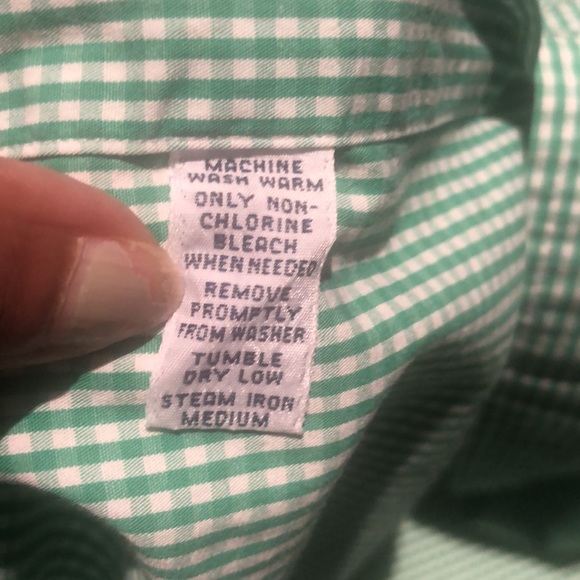 MACHINE
WASH WARM
ONLY NON-
CHLORINE
BLEACH
WHEN NEEDED
REMOVE
PROMPTLY
FROM WASHER
TUMBLE
DRY LOW
STEAM IRON
MEDIUM